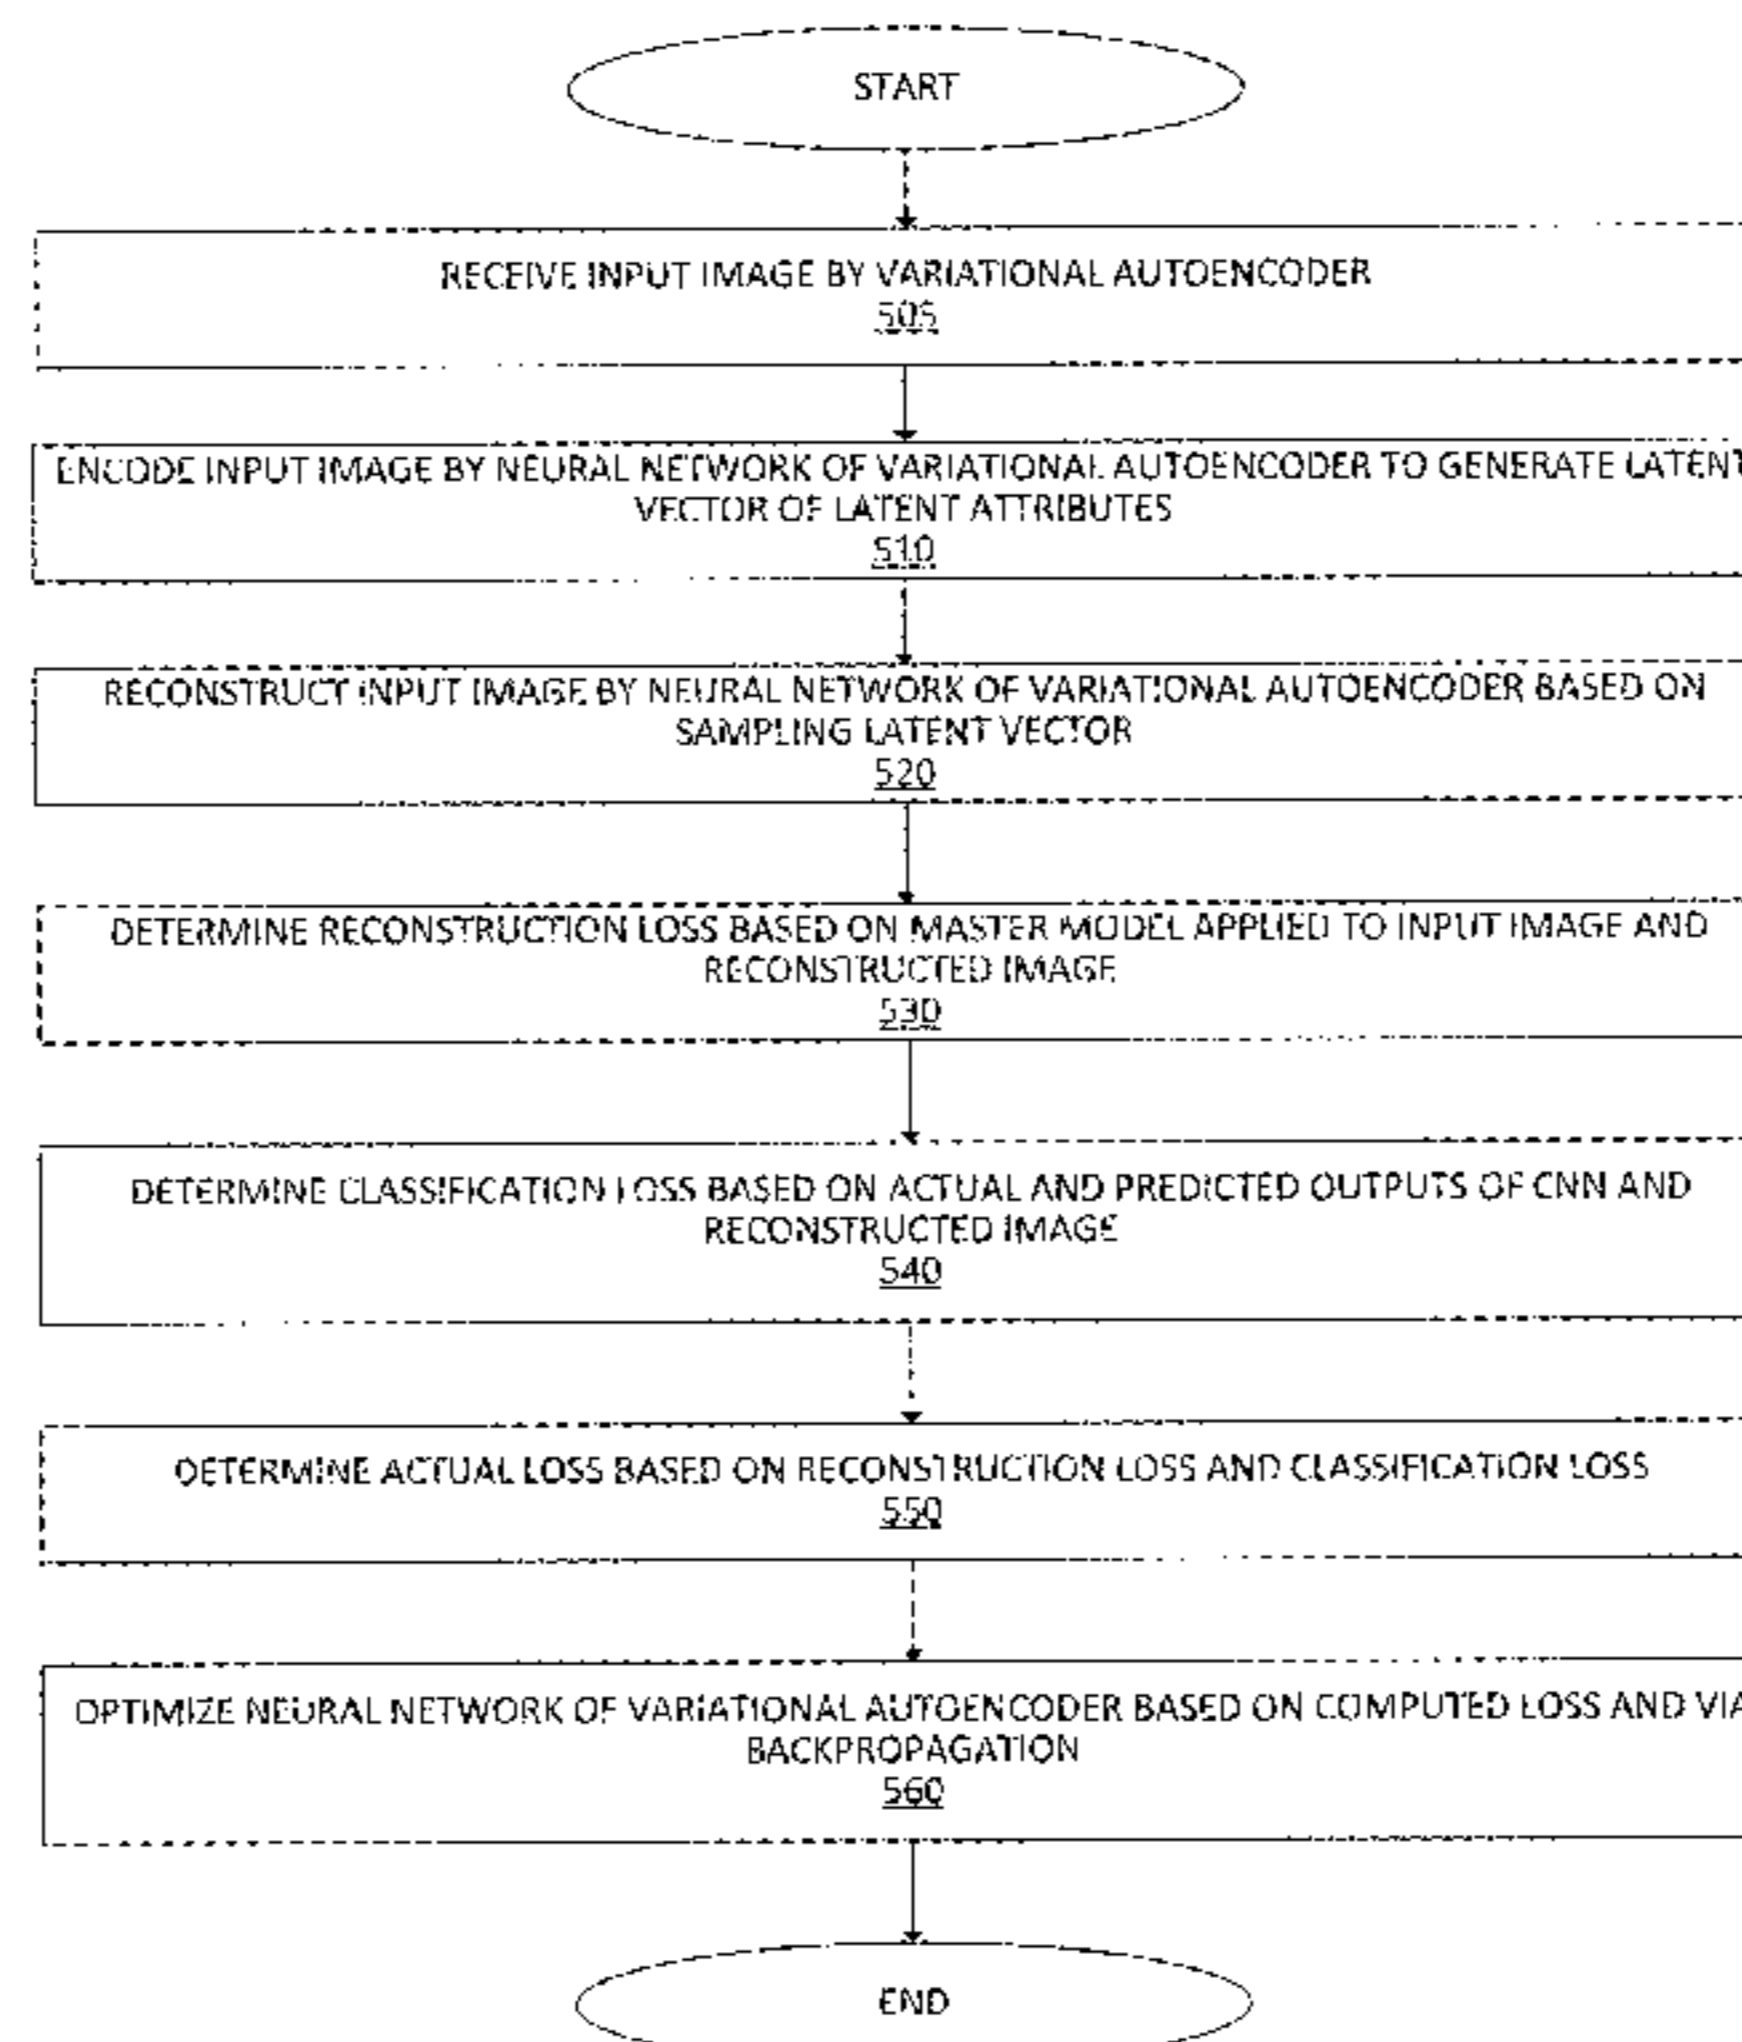 START
RECEIVE INPUT IMAGE BY VARIATIONAL AUTOENCODER
505
ENCODE INPUT IMAGE BY NEURAL NETWORK OF VARIATIONAL AUTOENCODER TO GENERATE LATENT
VECTOR OF LATENT ATTRIBUTES
510
RECONSTRUCT INPUT IMAGE BY NEURAL NETWORK OF VARIATIONAL AUTOENCODER BASED ON
SAMPLING LATENT VECTOR
520
DETERMINE RECONSTRUCTION LOSS BASED ON MASTER MODEL APPLIED TO INPUT IMAGE AND
RECONSTRUCTED IMAGE
530
DETERMINE CLASSIFICATION LOSS BASED ON ACTUAL AND PREDICTED OUTPUTS OF CNN AND
RECONSTRUCTED IMAGE
540
DETERMINE ACTUAL LOSS BASED ON RECONSTRUCTION LOSS AND CLASSIFICATION LOSS
550
OPTIMIZE NEURAL NETWORK OF VARIATIONAL AUTOENCODER BASED ON COMPUTED LOSS AND VIA
BACKPROPAGATION
560
END